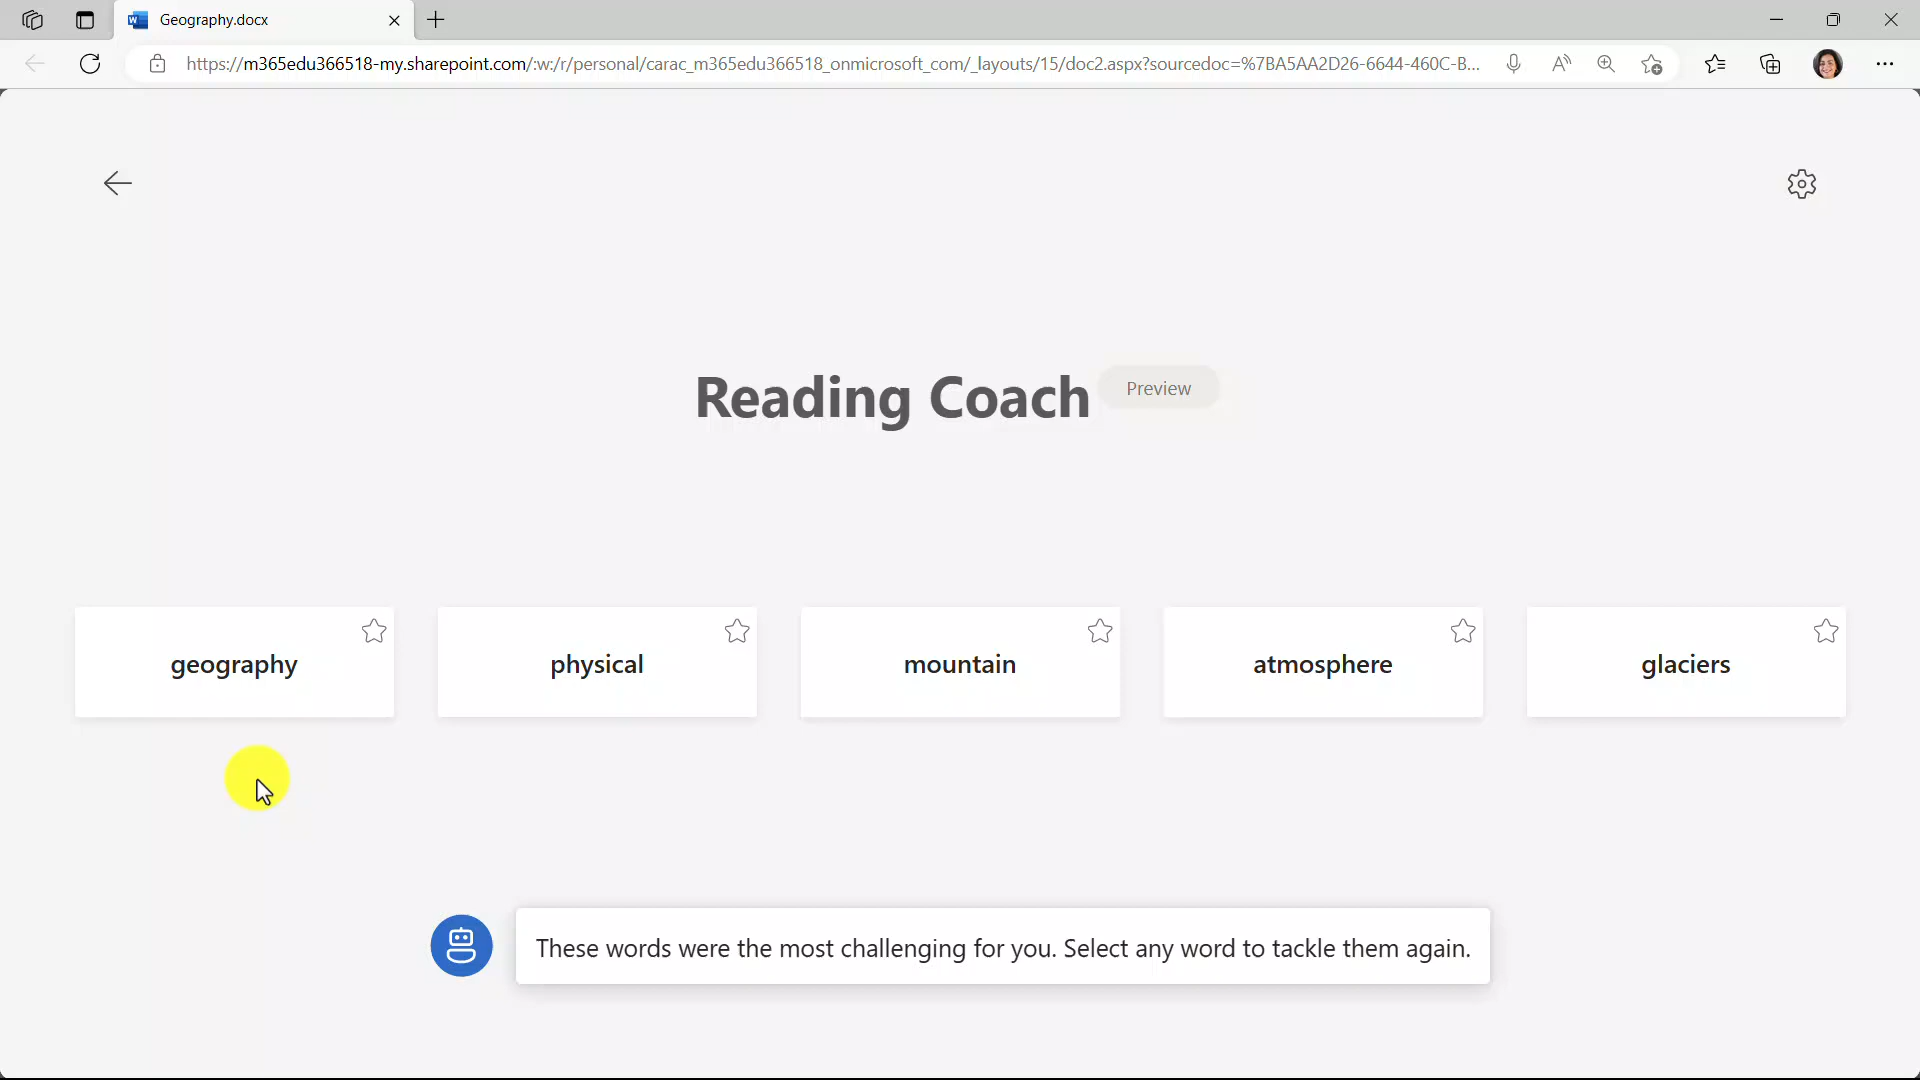 Geography.docx
https://m365edu366518-my.sharepoint.com/:w:/r/personal/carac_m365edu366518_onmicrosoft_com/_layouts/15/doc2.aspx?sourcedoc=%7BA5AA2D26-6644-460C-B...
Reading Coach Preview
geography physical mountain atmosphere glaciers
These words were the most challenging for you. Select any word to tackle them again.